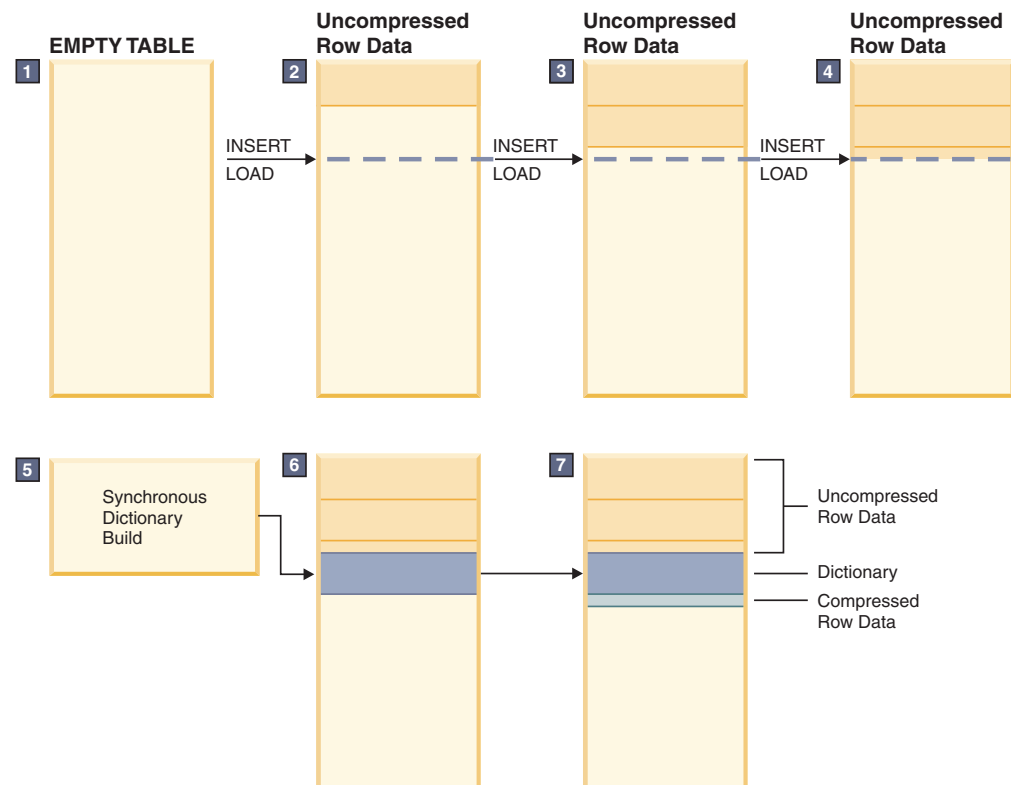 EMPTY TABLE
Uncompressed
Row Data
Uncompressed
Row Data
Uncompressed
Row Data
1
2
3
4
INSERT
LOAD
INSERT
LOAD
INSERT
LOAD
5
6
7
Synchronous
Dictionary
Build
Uncompressed
Row Data
Dictionary
Compressed
Row Data